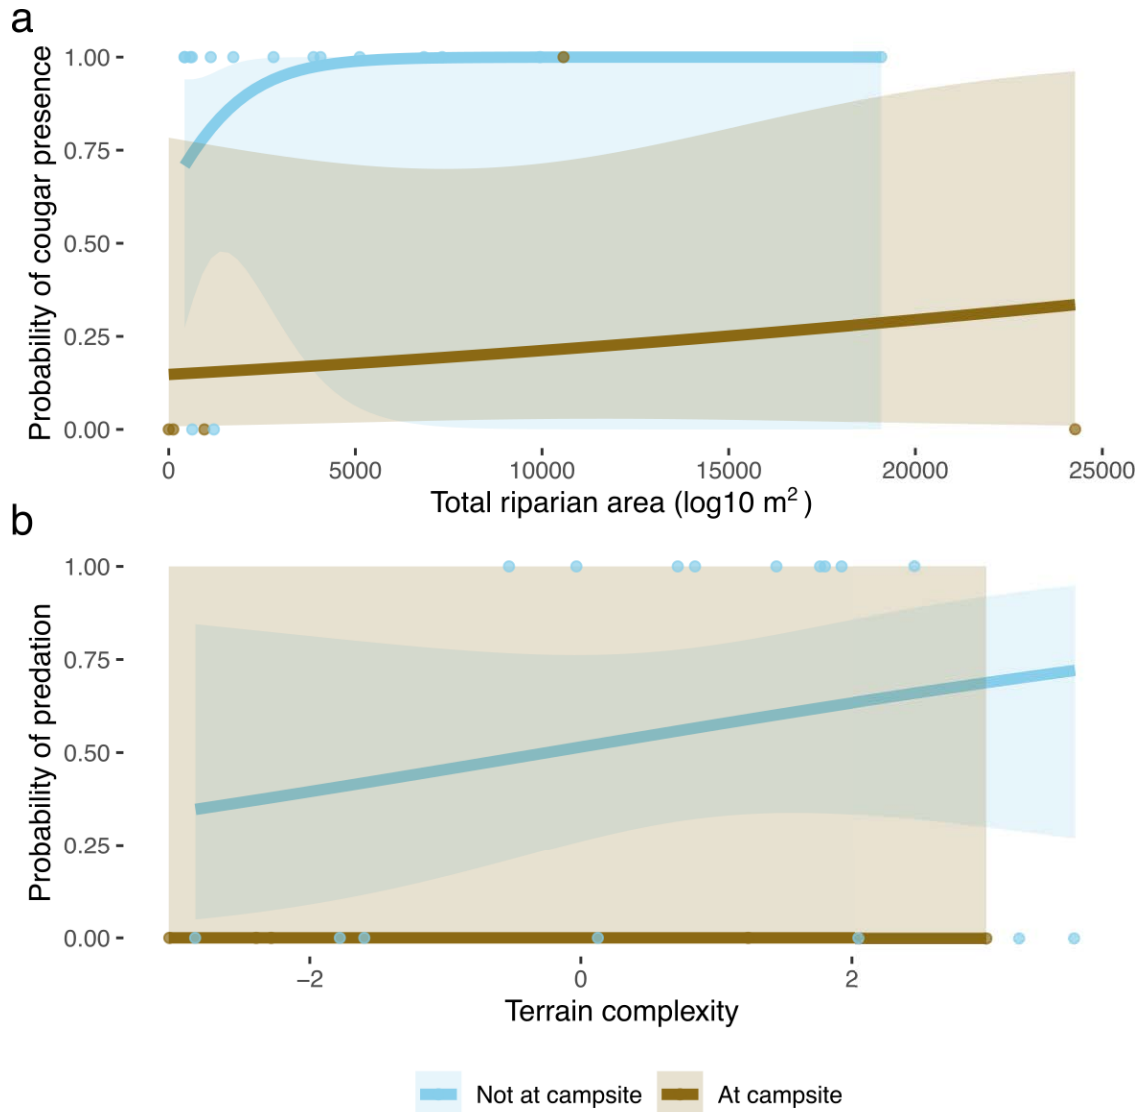 a
1.00
0.75
0.50
0.25
0.00
Probability of cougar presence
0 5000 10000 15000 20000 25000
Total riparian area (log10 m²)
b
1.00
0.75
0.50
0.25
0.00
Probability of predation
−2 0 2
Terrain complexity
Not at campsite At campsite